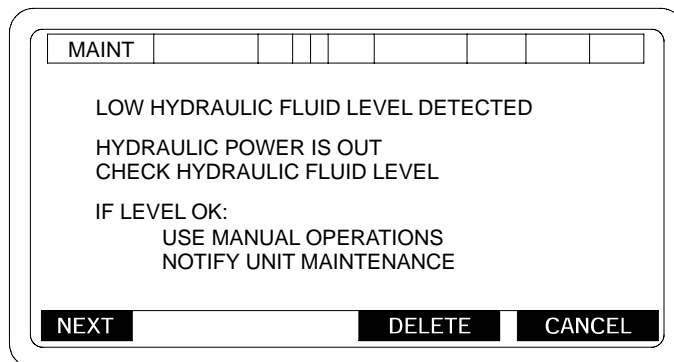 MAINT
LOW HYDRAULIC FLUID LEVEL DETECTED
HYDRAULIC POWER IS OUT
CHECK HYDRAULIC FLUID LEVEL
IF LEVEL OK:
USE MANUAL OPERATIONS
NOTIFY UNIT MAINTENANCE
NEXT DELETE CANCEL